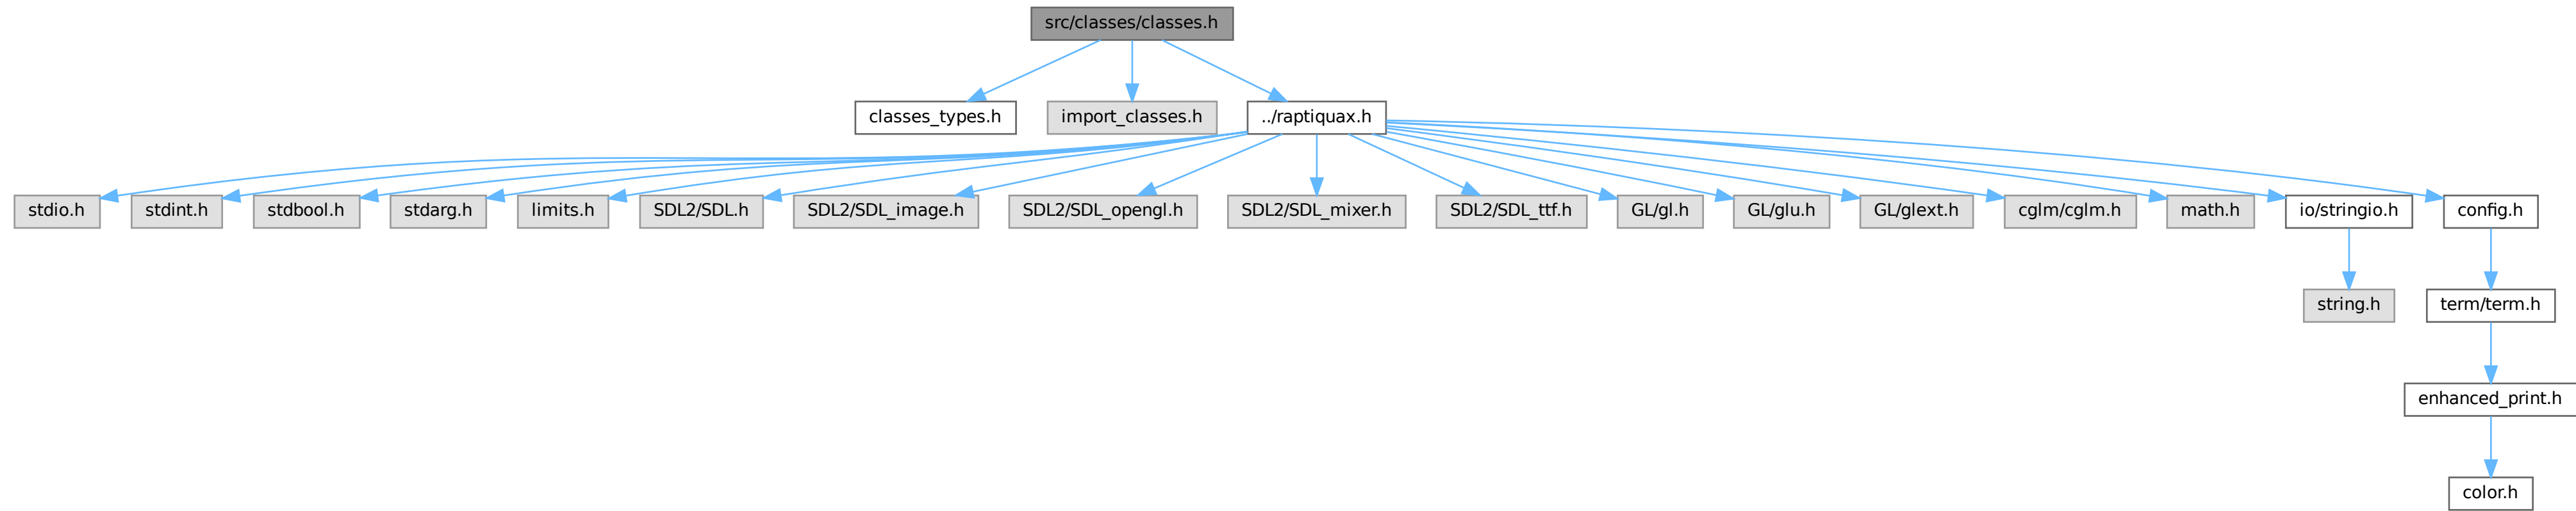 src/classes/classes.h
classes_types.h
import_classes.h
../raptiquax.h
stdio.h
stdint.h
stdbool.h
stdarg.h
limits.h
SDL2/SDL.h
SDL2/SDL_image.h
SDL2/SDL_opengl.h
SDL2/SDL_mixer.h
SDL2/SDL_ttf.h
GL/gl.h
GL/glu.h
GL/glext.h
cglm/cglm.h
math.h
io/stringio.h
config.h
string.h
term/term.h
enhanced_print.h
color.h